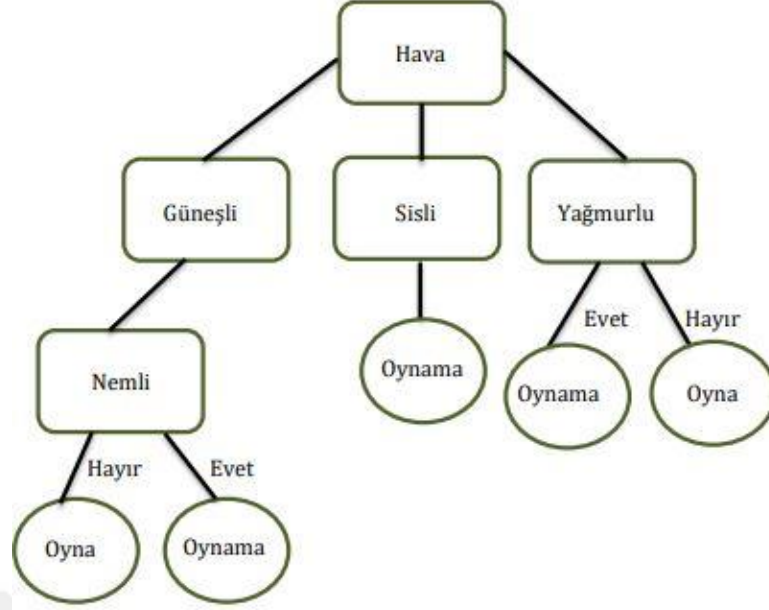 Hava
Güneşli
Sisli
Yağmurlu
Evet
Hayır
Nemli
Oynama
Oynama
Oyna
Hayır
Evet
Oyna
Oynama